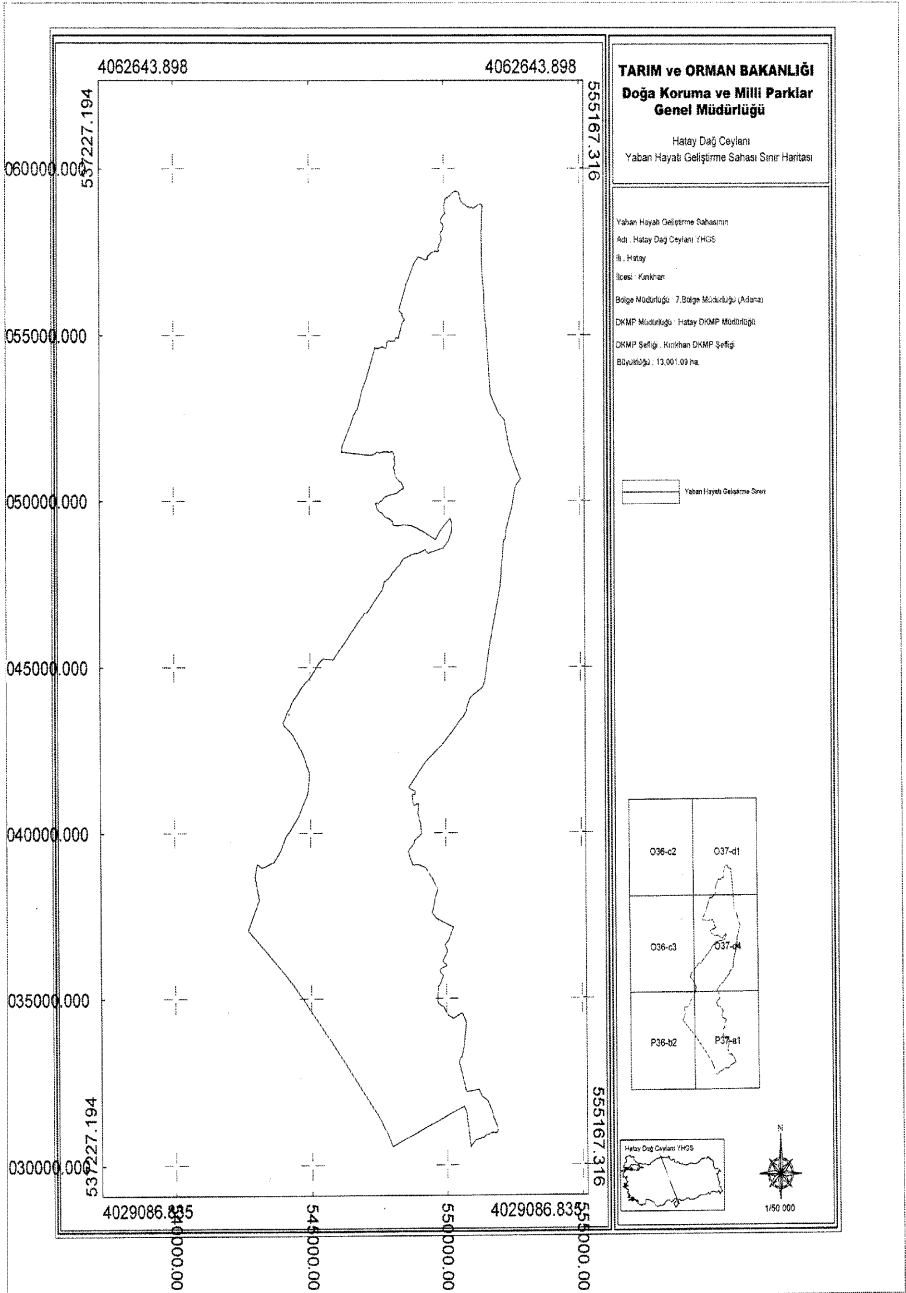 4062643.898
4062643.898
537227.194
555167.316
060000.000
055000.000
050000.000
045000.000
040000.000
035000.000
030000.000
537227.194
555167.316
4029086.835
4029086.835
540000.00
545000.00
550000.00
555000.00
TARIM ve ORMAN BAKANLIĞI
Doğa Koruma ve Milli Parklar
Genel Müdürlüğü
Hatay Dağ Ceylanı
Yaban Hayatı Geliştirme Sahası Sınır Haritası
Yaban Hayatı Geliştirme Sahasının
Adı : Hatay Dağ Ceylanı YHGS
İli : Hatay
İlçesi : Kırıkhan
Bölge Müdürlüğü : 7.Bölge Müdürlüğü (Adana)
DKMP Müdürlüğü : Hatay DKMP Müdürlüğü
DKMP Şefliği : Kırıkhan DKMP Şefliği
Büyüklüğü : 13,001.09 ha.
Yaban Hayatı Geliştirme Sınırı
O36-c2
O37-d1
O36-c3
O37-d4
P36-b2
P37-a1
Hatay Dağ Ceylanı YHGS
N
1/50 000